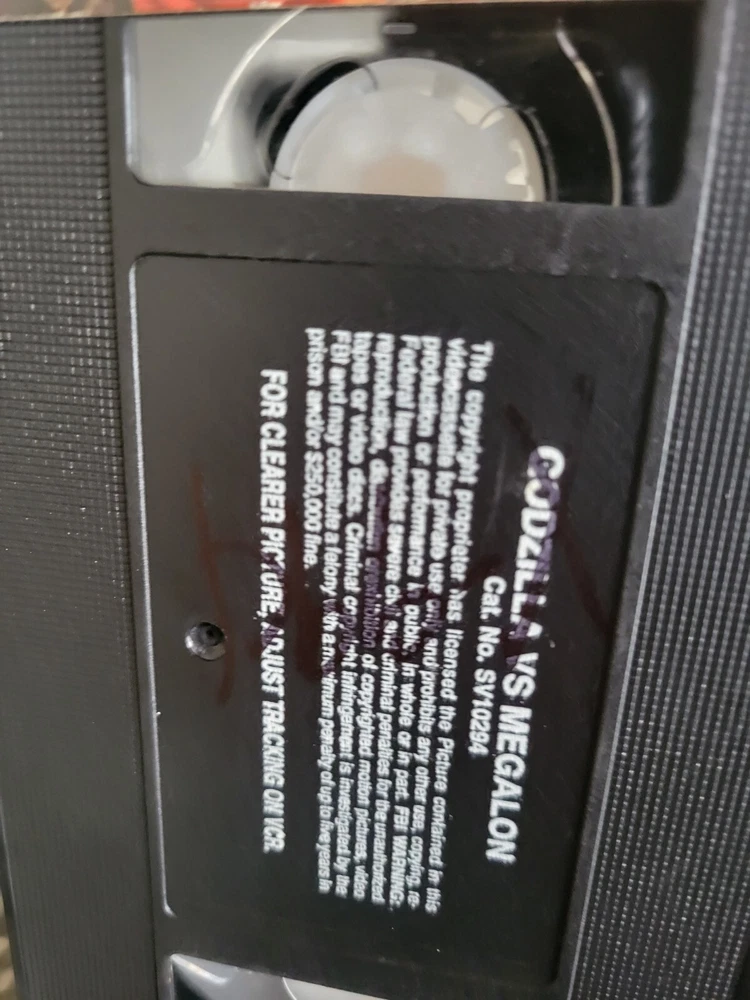 GODZILLA VS MEGALON
Cat. No. SV10294
The copyright proprietor has licensed the Picture contained in this
videocassette for private use only and prohibits any other use, copying, re-
production or performance in public, in whole or in part. FBI WARNING:
Federal law provides severe civil and criminal penalties for the unauthorized
reproduction, of copyrighted motion pictures, video
tapes or video discs. Criminal copyright infringement is investigated by the
FBI and may constitute a felony with a maximum penalty of up to five years in
prison and/or $250,000 fine.
FOR CLEARER PICTURE, ADJUST TRACKING ON VCR.